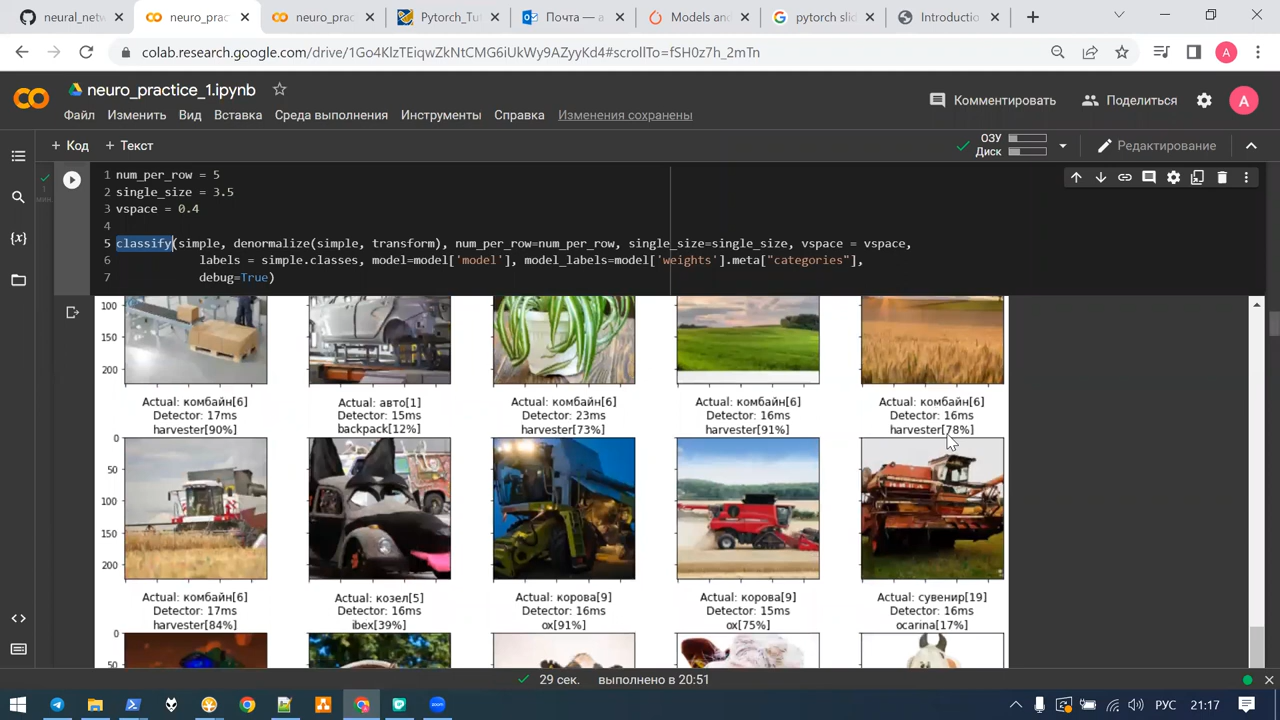 neural_netw
neuro_prac
neuro_prac
Pytorch_Tut
Почта — a
Models and
pytorch slid
Introduction
colab.research.google.com/drive/1Go4KlzTEiqwZkNtCMG6iUkWy9AZyyKd4#scrollTo=fSH0z7h_2mTn
A
neuro_practice_1.ipynb
Комментировать
Поделиться
A
Файл Изменить Вид Вставка Среда выполнения Инструменты Справка Изменения сохранены
+ Код + Текст
ОЗУ
Диск
Редактирование
1 num_per_row = 5
2 single_size = 3.5
3 vspace = 0.4
4
5 classify(simple, denormalize(simple, transform), num_per_row=num_per_row, single_size=single_size, vspace = vspace,
6 labels = simple.classes, model=model['model'], model_labels=model['weights'].meta["categories"],
7 debug=True)
1
мин.
{x}
100
150
200
Actual: комбайн[6] Actual: авто[1] Actual: комбайн[6] Actual: комбайн[6] Actual: комбайн[6]
Detector: 17ms Detector: 15ms Detector: 23ms Detector: 16ms Detector: 16ms
harvester[90%] backpack[12%] harvester[73%] harvester[91%] harvester[78%]
0
50
100
150
200
Actual: комбайн[6] Actual: козел[5] Actual: корова[9] Actual: корова[9] Actual: сувенир[19]
Detector: 17ms Detector: 16ms Detector: 16ms Detector: 15ms Detector: 16ms
harvester[84%] ibex[39%] ox[91%] ox[75%] ocarina[17%]
0
50
29 сек. выполнено в 20:51
РУС
21:17